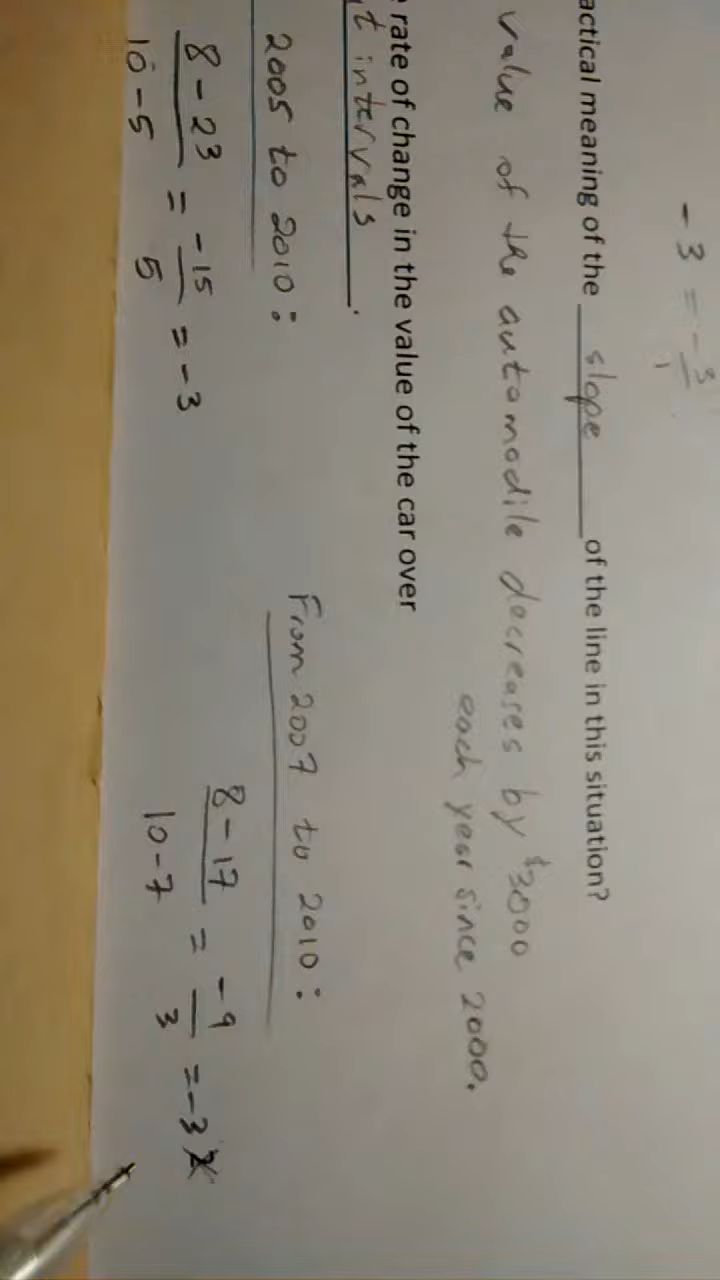 - 3 = - 3/1
actical meaning of the slope of the line in this situation?
value of the automodile decreases by $3000
each year since 2000.
rate of change in the value of the car over
t intervals.
2005 to 2010:
8 - 23 / 10 - 5 = -15 / 5 = -3
From 2007 to 2010:
8 - 17 / 10 - 7 = -9 / 3 = -3